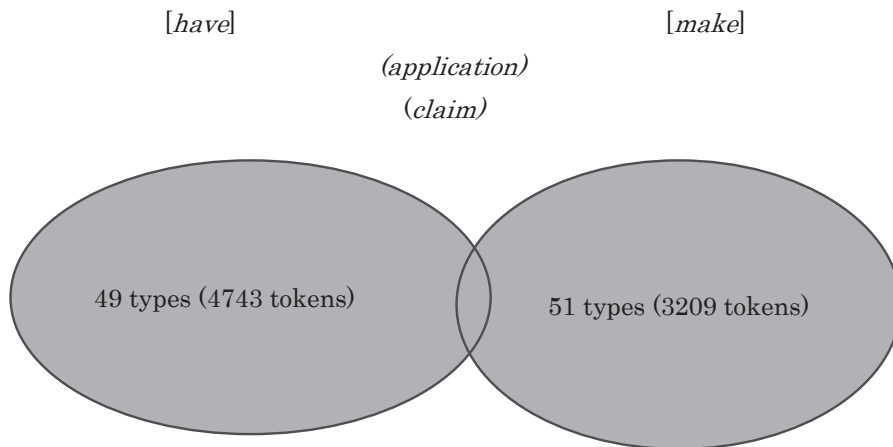 [have] [make]
(application)
(claim)
49 types (4743 tokens) 51 types (3209 tokens)